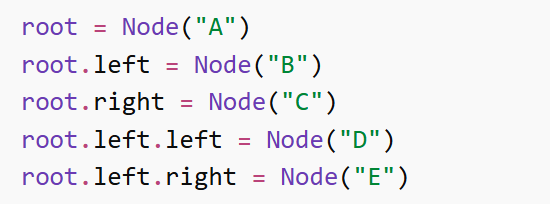 root = Node("A")
root.left = Node("B")
root.right = Node("C")
root.left.left = Node("D")
root.left.right = Node("E")